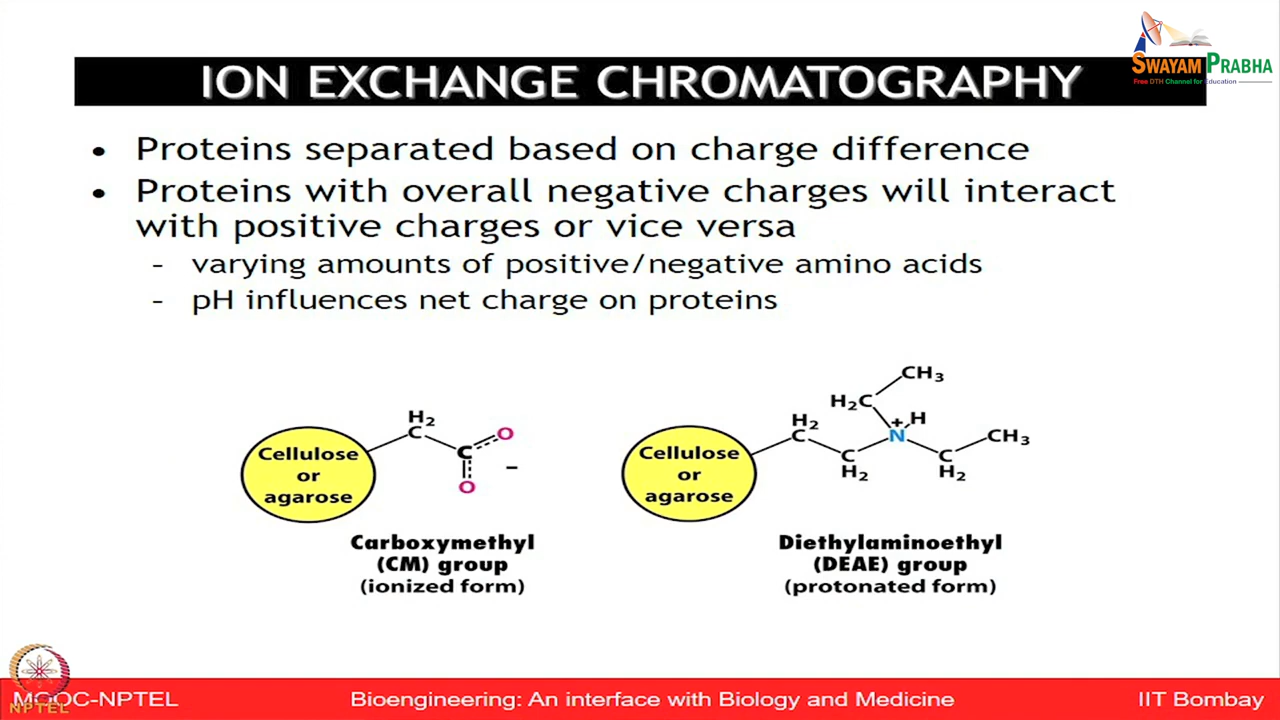 SWAYAM PRABHA
Free DTH Channel for Education
ION EXCHANGE CHROMATOGRAPHY
• Proteins separated based on charge difference
• Proteins with overall negative charges will interact
with positive charges or vice versa
- varying amounts of positive/negative amino acids
- pH influences net charge on proteins
Cellulose
or
agarose
H2
C
C
O
O
−
Carboxymethyl
(CM) group
(ionized form)
Cellulose
or
agarose
H2
C
C
H2
H2C
CH3
+
N
H
C
H2
CH3
Diethylaminoethyl
(DEAE) group
(protonated form)
MOOC-NPTEL
NPTEL
Bioengineering: An interface with Biology and Medicine
IIT Bombay